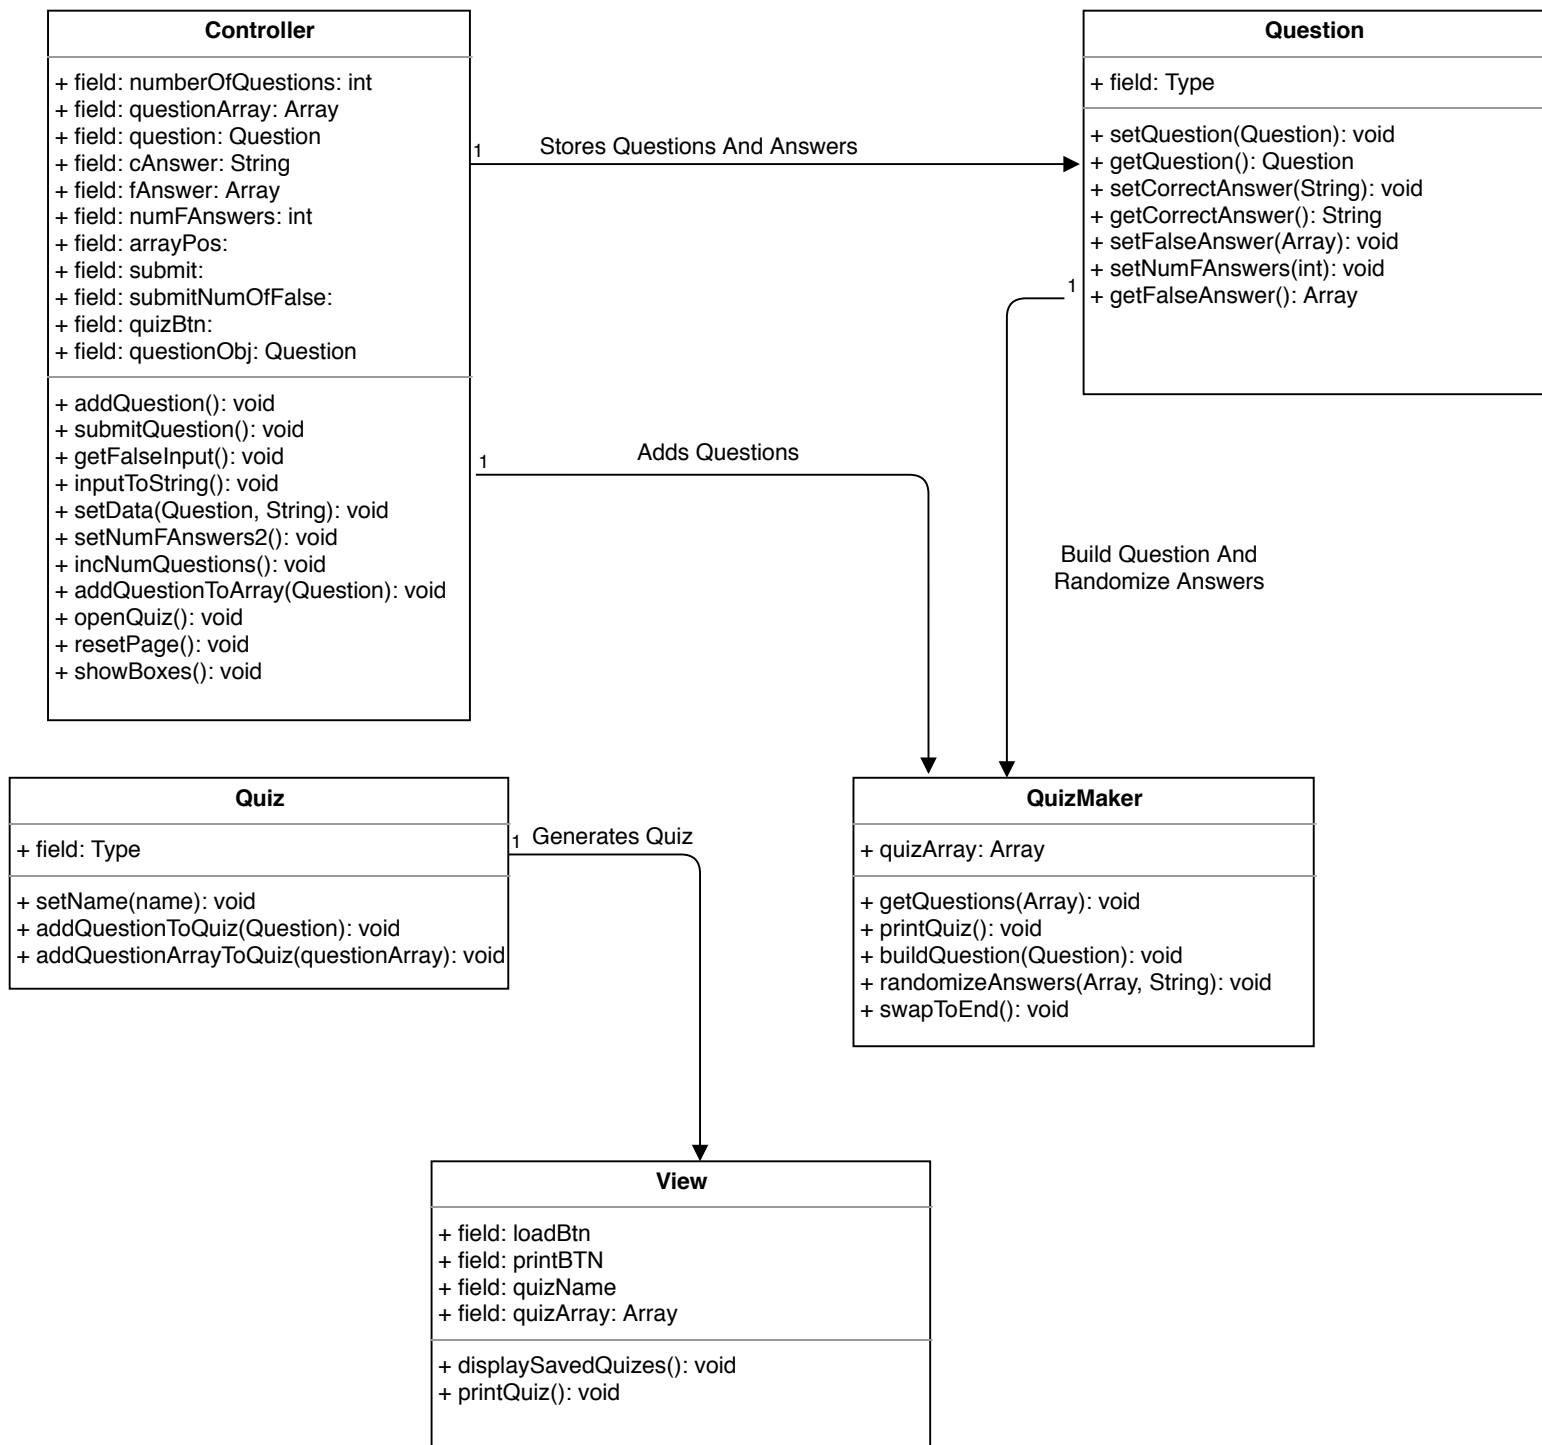 Controller
+ field: numberOfQuestions: int
+ field: questionArray: Array
+ field: question: Question
+ field: cAnswer: String
+ field: fAnswer: Array
+ field: numFAnswers: int
+ field: arrayPos:
+ field: submit:
+ field: submitNumOfFalse:
+ field: quizBtn:
+ field: questionObj: Question
+ addQuestion(): void
+ submitQuestion(): void
+ getFalseInput(): void
+ inputToString(): void
+ setData(Question, String): void
+ setNumFAnswers2(): void
+ incNumQuestions(): void
+ addQuestionToArray(Question): void
+ openQuiz(): void
+ resetPage(): void
+ showBoxes(): void
1
Stores Questions And Answers
Question
+ field: Type
+ setQuestion(Question): void
+ getQuestion(): Question
+ setCorrectAnswer(String): void
+ getCorrectAnswer(): String
+ setFalseAnswer(Array): void
+ setNumFAnswers(int): void
+ getFalseAnswer(): Array
1
1
Adds Questions
Build Question And
Randomize Answers
Quiz
+ field: Type
+ setName(name): void
+ addQuestionToQuiz(Question): void
+ addQuestionArrayToQuiz(questionArray): void
1
Generates Quiz
QuizMaker
+ quizArray: Array
+ getQuestions(Array): void
+ printQuiz(): void
+ buildQuestion(Question): void
+ randomizeAnswers(Array, String): void
+ swapToEnd(): void
View
+ field: loadBtn
+ field: printBTN
+ field: quizName
+ field: quizArray: Array
+ displaySavedQuizes(): void
+ printQuiz(): void